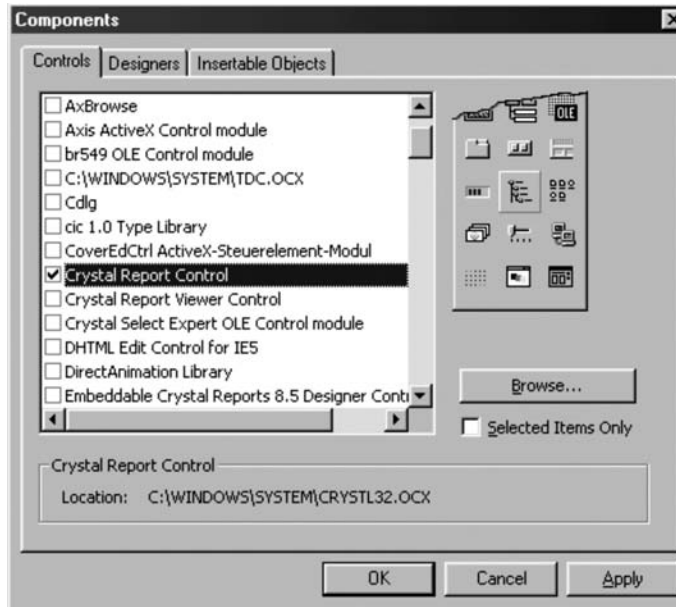 Components
Controls
Designers
Insertable Objects
AxBrowse
Axis ActiveX Control module
br549 OLE Control module
C:\WINDOWS\SYSTEM\TDC.OCX
Cdlg
cic 1.0 Type Library
CoverEdCtrl ActiveX-Steuerelement-Modul
Crystal Report Control
Crystal Report Viewer Control
Crystal Select Expert OLE Control module
DHTML Edit Control for IE5
DirectAnimation Library
Embeddable Crystal Reports 8.5 Designer Contr
OLE
Browse...
Selected Items Only
Crystal Report Control
Location: C:\WINDOWS\SYSTEM\CRYSTL32.OCX
OK
Cancel
Apply